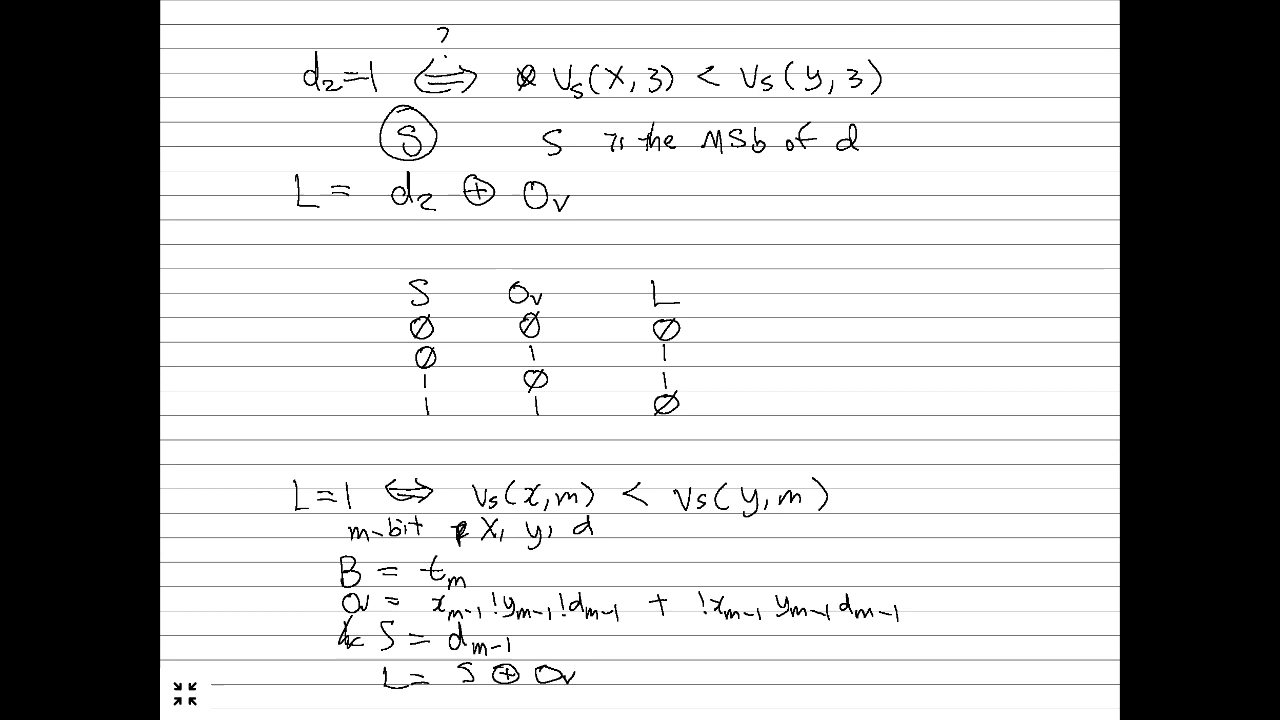 ?
d₂=1 ⟺ Vs(x,3) < Vs(y,3)
S S is the MSb of d
L = d₂ ⊕ Ov
S Ov L
0 0 0
0 1 1
1 0 1
1 1 0
L=1 ⟺ Vs(x,m) < Vs(y,m)
m-bit x, y, d
B = tₘ
Ov = xₘ₋₁ !yₘ₋₁ !dₘ₋₁ + !xₘ₋₁ yₘ₋₁ dₘ₋₁
S = dₘ₋₁
L = S ⊕ Ov